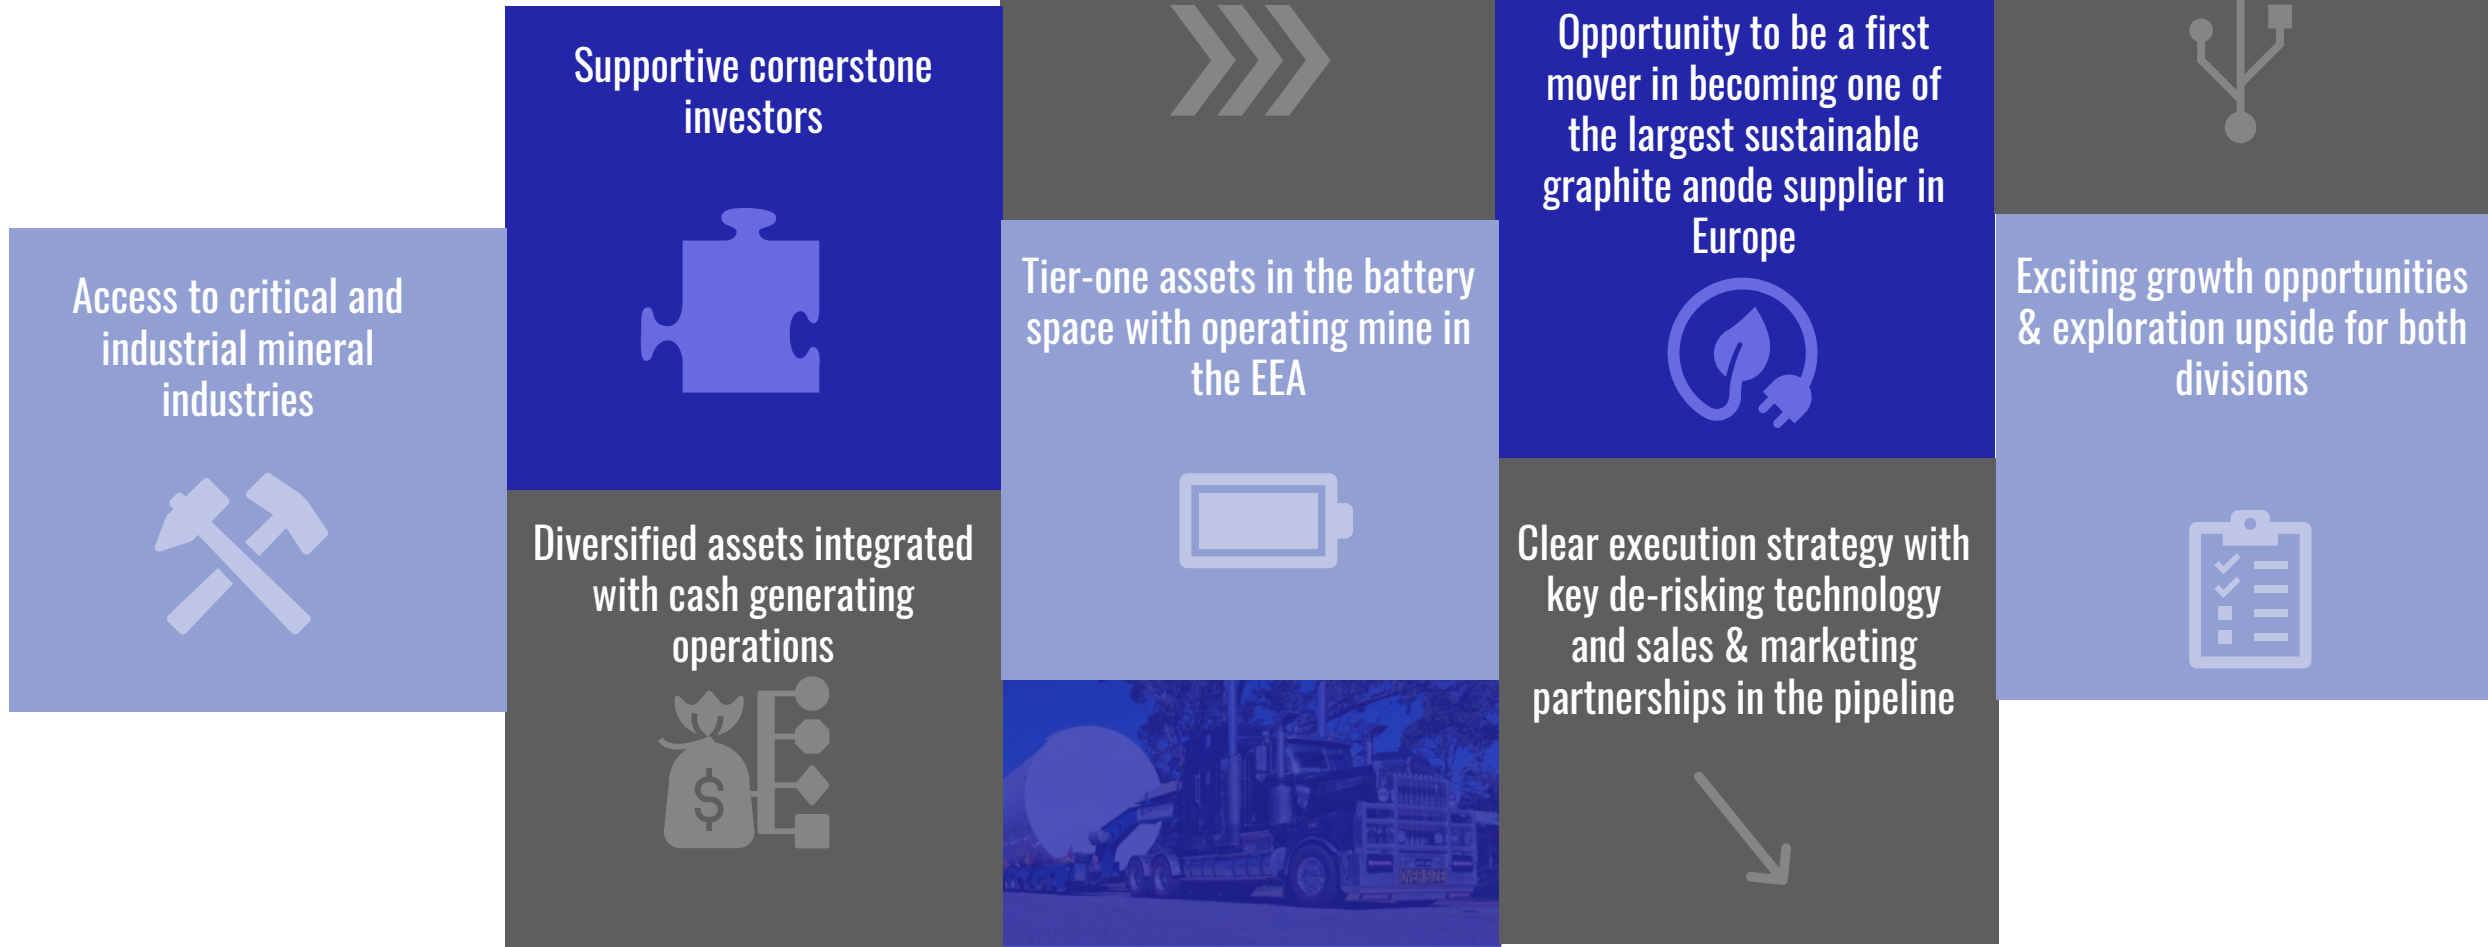 Access to critical and
industrial mineral
industries
Supportive cornerstone
investors
Diversified assets integrated
with cash generating
operations
$
Tier-one assets in the battery
space with operating mine in
the EEA
OVERSIZE
Opportunity to be a first
mover in becoming one of
the largest sustainable
graphite anode supplier in
Europe
Clear execution strategy with
key de-risking technology
and sales & marketing
partnerships in the pipeline
Exciting growth opportunities
& exploration upside for both
divisions